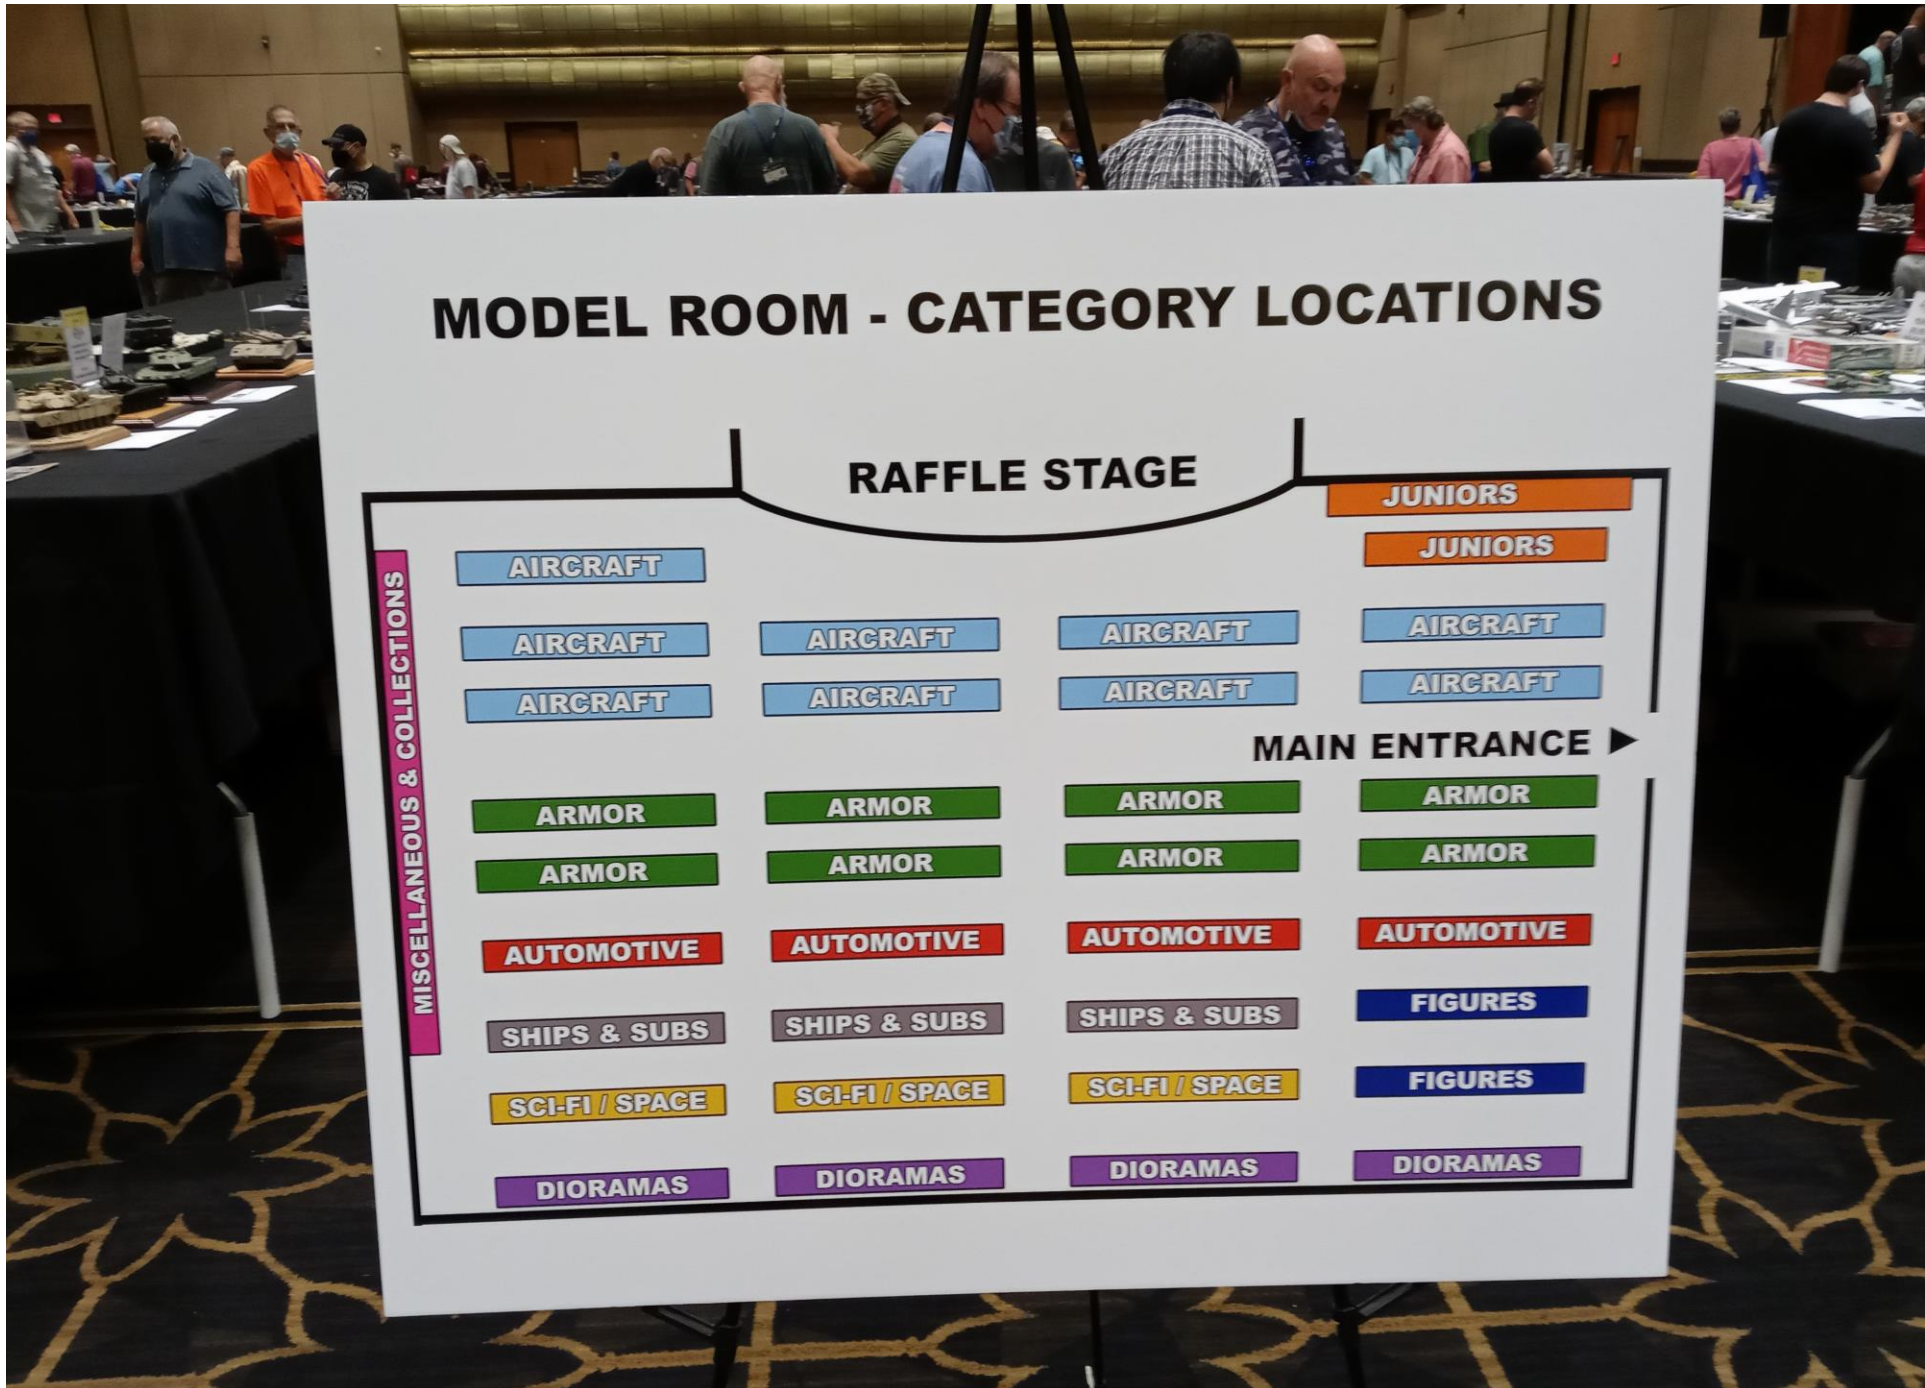 MODEL ROOM - CATEGORY LOCATIONS
RAFFLE STAGE
JUNIORS
JUNIORS
MISCELLANEOUS & COLLECTIONS
AIRCRAFT
AIRCRAFT AIRCRAFT AIRCRAFT AIRCRAFT
AIRCRAFT AIRCRAFT AIRCRAFT AIRCRAFT
MAIN ENTRANCE ►
ARMOR ARMOR ARMOR ARMOR
ARMOR ARMOR ARMOR ARMOR
AUTOMOTIVE AUTOMOTIVE AUTOMOTIVE AUTOMOTIVE
SHIPS & SUBS SHIPS & SUBS SHIPS & SUBS FIGURES
SCI-FI / SPACE SCI-FI / SPACE SCI-FI / SPACE FIGURES
DIORAMAS DIORAMAS DIORAMAS DIORAMAS